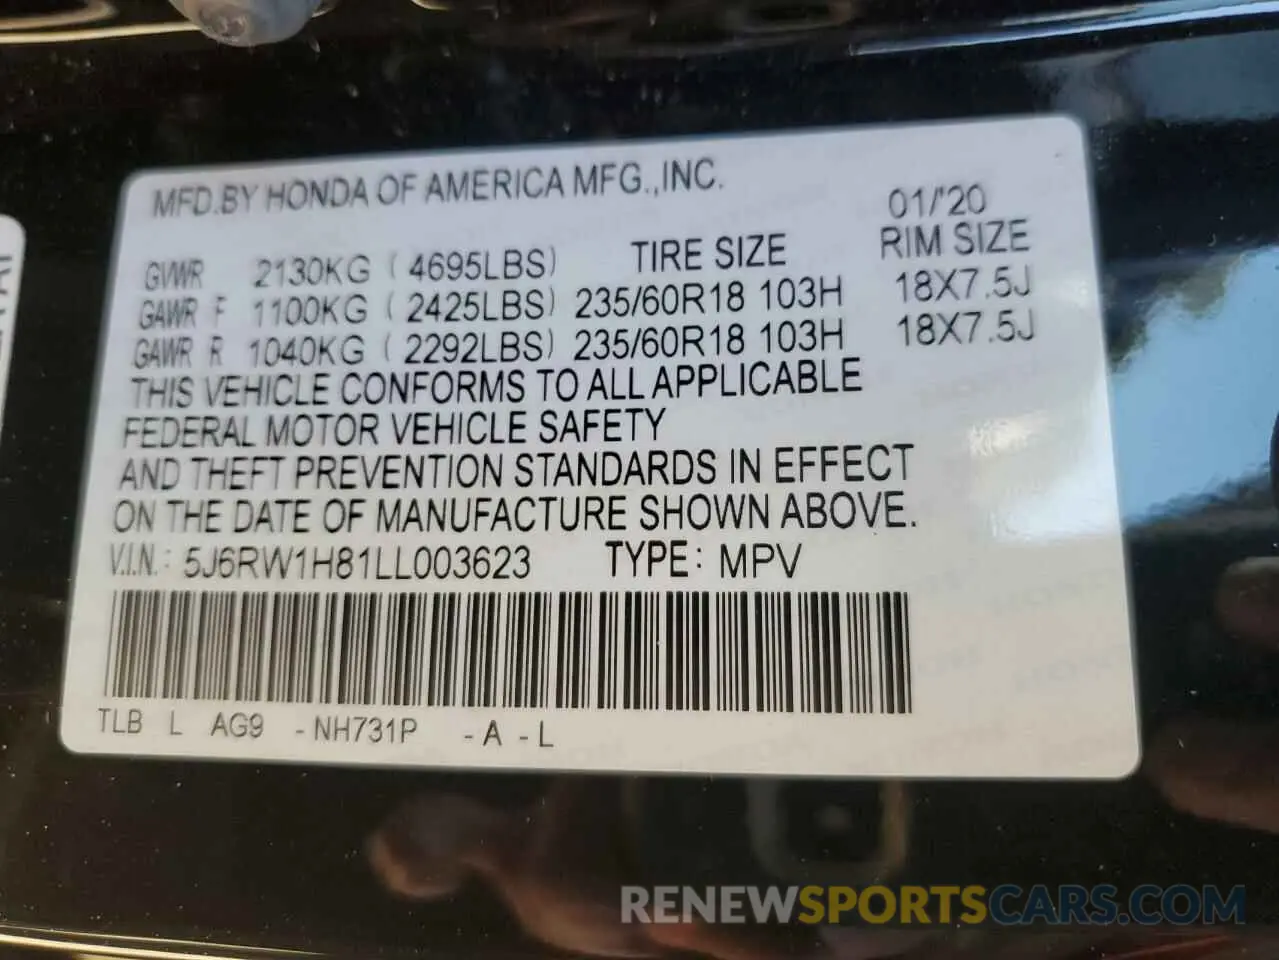 MFD.BY HONDA OF AMERICA MFG.,INC.
01/'20
TIRE SIZE RIM SIZE
GVWR 2130KG ( 4695LBS)
GAWR F 1100KG ( 2425LBS) 235/60R18 103H 18X7.5J
GAWR R 1040KG ( 2292LBS) 235/60R18 103H 18X7.5J
THIS VEHICLE CONFORMS TO ALL APPLICABLE
FEDERAL MOTOR VEHICLE SAFETY
AND THEFT PREVENTION STANDARDS IN EFFECT
ON THE DATE OF MANUFACTURE SHOWN ABOVE.
V.I.N.: 5J6RW1H81LL003623 TYPE: MPV
TLB L AG9 -NH731P -A -L
RENEWSPORTSCARS.COM